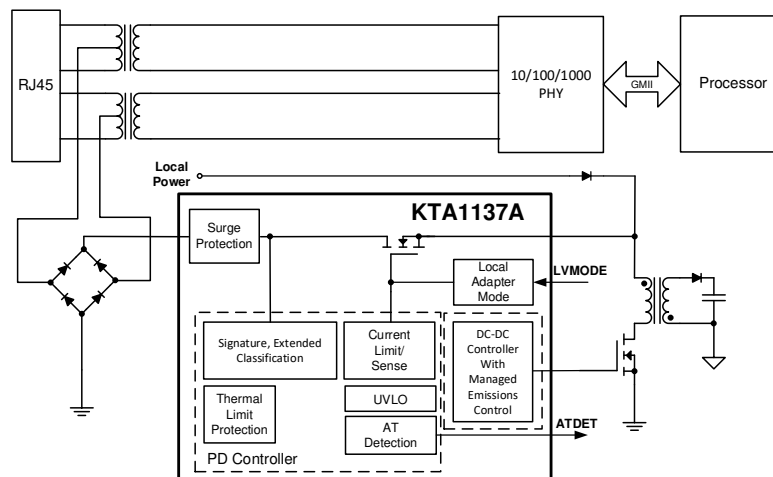 RJ45
10/100/1000
PHY
GMII
Processor
Local
Power
KTA1137A
Surge
Protection
Local
Adapter
Mode
LVMODE
Signature, Extended
Classification
Current
Limit/
Sense
DC-DC
Controller
With
Managed
Emissions
Control
Thermal
Limit
Protection
UVLO
AT
Detection
ATDET
PD Controller